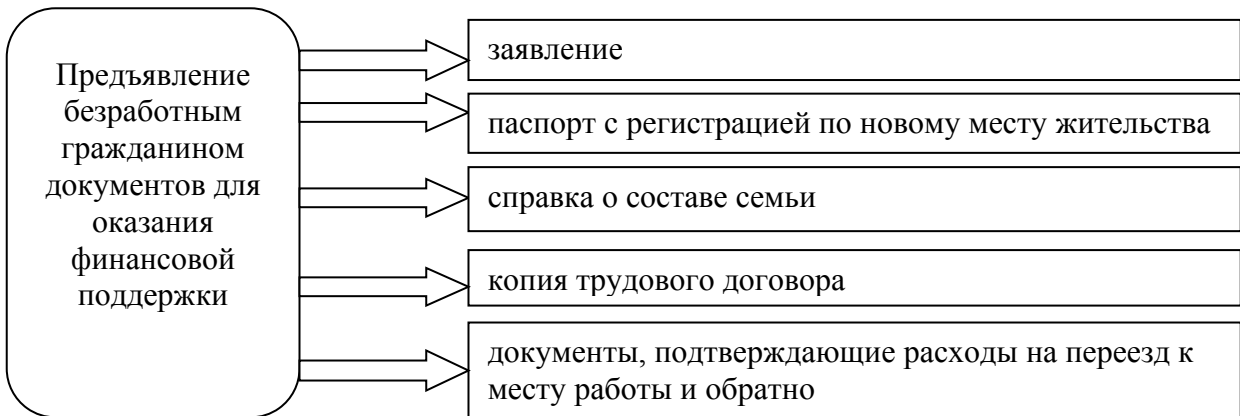 Предъявление
безработным
гражданином
документов для
оказания
финансовой
поддержки
заявление
паспорт с регистрацией по новому месту жительства
справка о составе семьи
копия трудового договора
документы, подтверждающие расходы на переезд к
месту работы и обратно